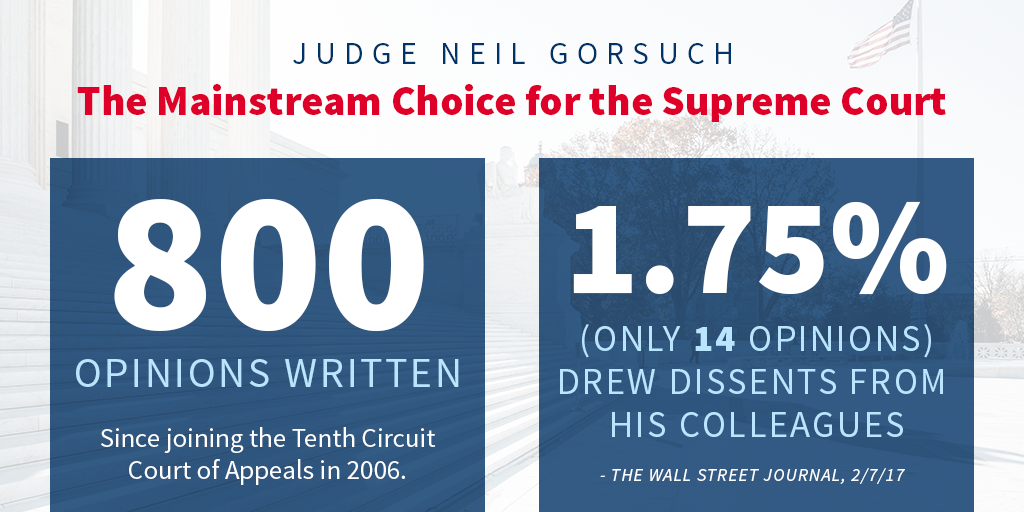 JUDGE NEIL GORSUCH
The Mainstream Choice for the Supreme Court
800
OPINIONS WRITTEN
Since joining the Tenth Circuit
Court of Appeals in 2006.
1.75%
(ONLY 14 OPINIONS)
DREW DISSENTS FROM
HIS COLLEAGUES
- THE WALL STREET JOURNAL, 2/7/17